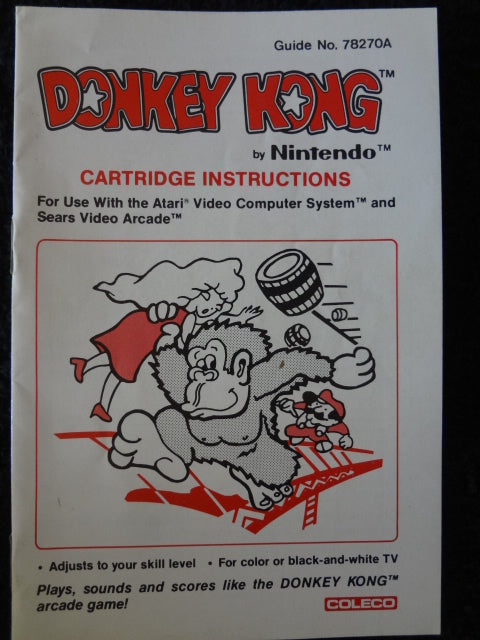 Guide No. 78270A
DONKEY KONG™
by Nintendo™
CARTRIDGE INSTRUCTIONS
For Use With the Atari® Video Computer System™ and
Sears Video Arcade™
• Adjusts to your skill level • For color or black-and-white TV
Plays, sounds and scores like the DONKEY KONG™
arcade game!
COLECO